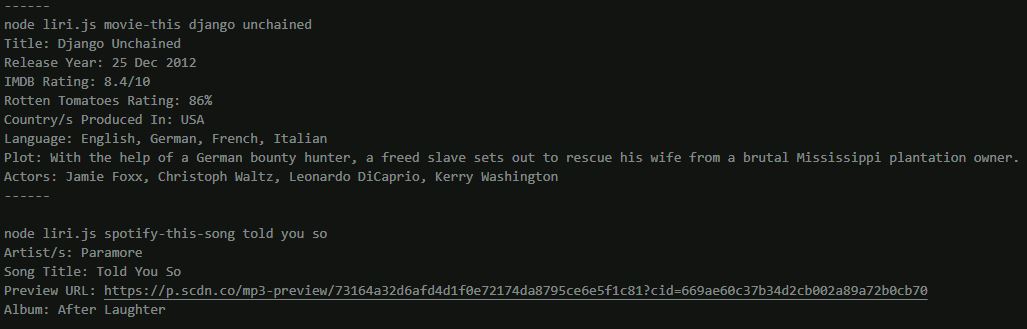 ------
node liri.js movie-this django unchained
Title: Django Unchained
Release Year: 25 Dec 2012
IMDB Rating: 8.4/10
Rotten Tomatoes Rating: 86%
Country/s Produced In: USA
Language: English, German, French, Italian
Plot: With the help of a German bounty hunter, a freed slave sets out to rescue his wife from a brutal Mississippi plantation owner.
Actors: Jamie Foxx, Christoph Waltz, Leonardo DiCaprio, Kerry Washington
------
node liri.js spotify-this-song told you so
Artist/s: Paramore
Song Title: Told You So
Preview URL: https://p.scdn.co/mp3-preview/73164a32d6afd4d1f0e72174da8795ce6e5f1c81?cid=669ae60c37b34d2cb002a89a72b0cb70
Album: After Laughter